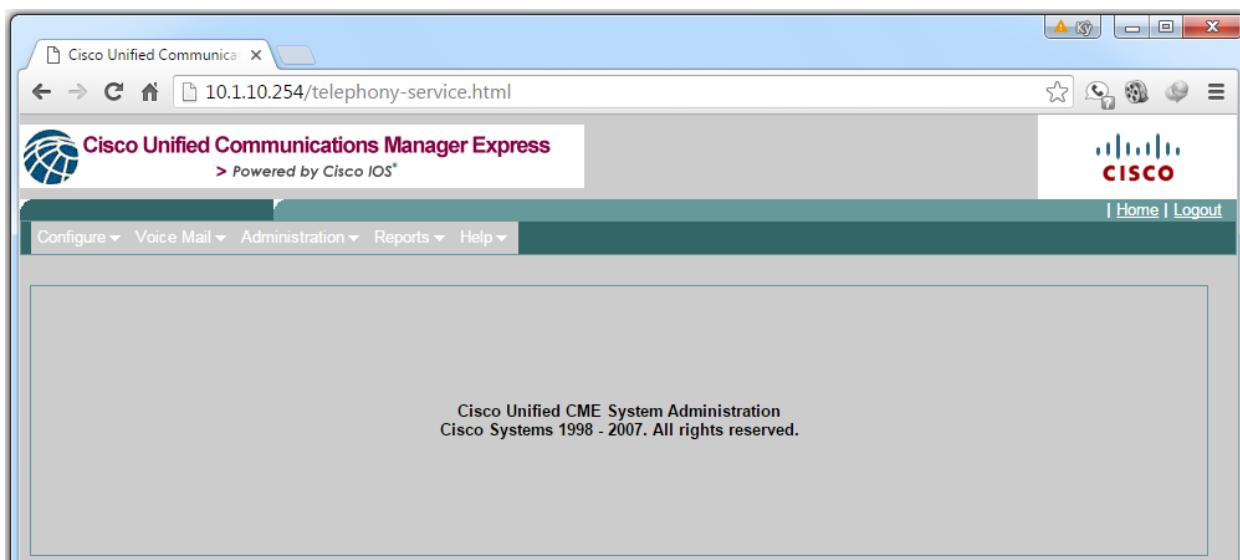 Cisco Unified Communica
10.1.10.254/telephony-service.html
Cisco Unified Communications Manager Express
> Powered by Cisco IOS*
CISCO
| Home | Logout
Configure Voice Mail Administration Reports Help
Cisco Unified CME System Administration
Cisco Systems 1998 - 2007. All rights reserved.